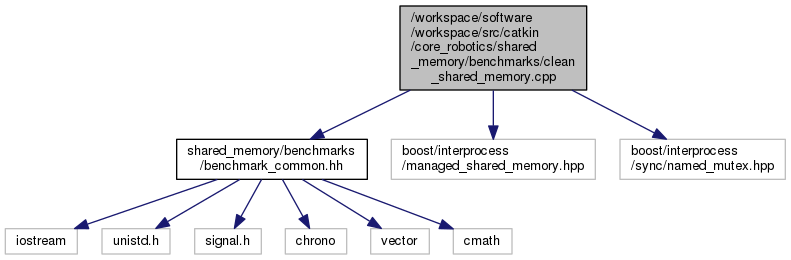 /workspace/software
/workspace/src/catkin
/core_robotics/shared
_memory/benchmarks/clean
_shared_memory.cpp
shared_memory/benchmarks
/benchmark_common.hh
boost/interprocess
/managed_shared_memory.hpp
boost/interprocess
/sync/named_mutex.hpp
iostream
unistd.h
signal.h
chrono
vector
cmath